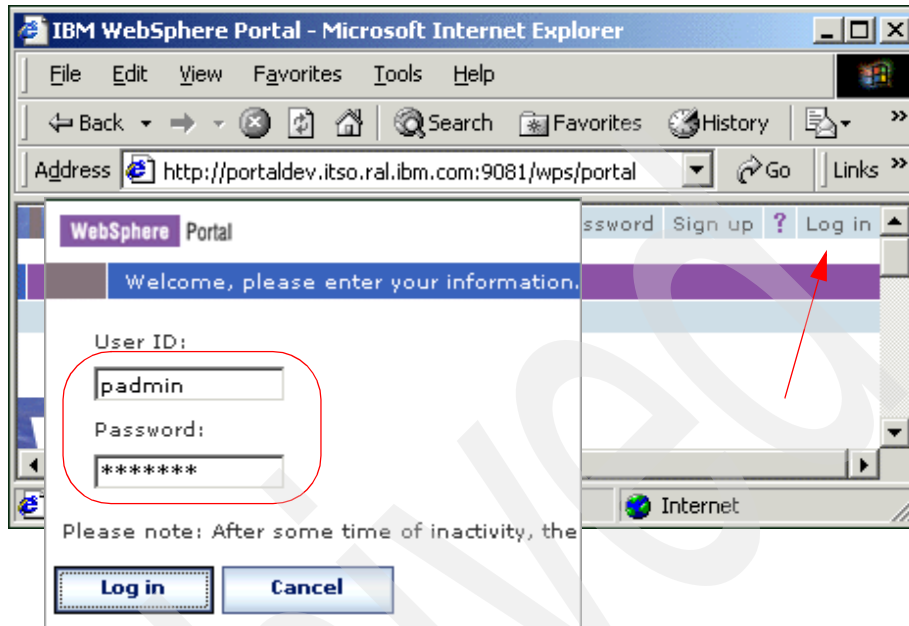 IBM WebSphere Portal - Microsoft Internet Explorer
File Edit View Favorites Tools Help
Back Search Favorites History »
Address http://portaldev.itso.ral.ibm.com:9081/wps/portal Go Links »
WebSphere Portal
ssword Sign up ? Log in
Welcome, please enter your information.
User ID:
padmin
Password:
*******
Internet
Please note: After some time of inactivity, the
Log in Cancel